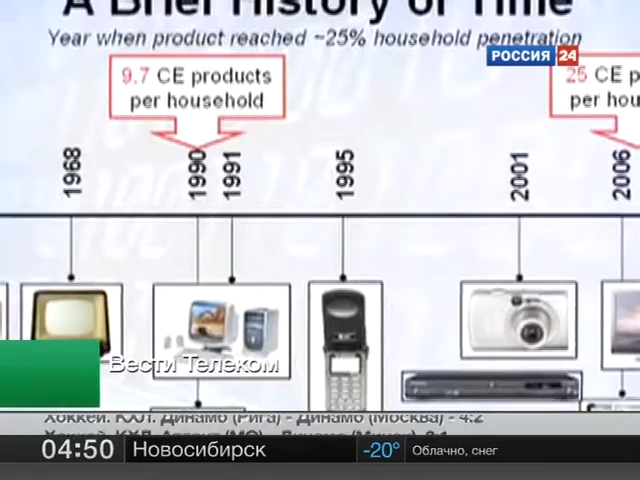 A Brief History of Time
Year when product reached ~25% household penetration
РОССИЯ 24
9.7 CE products
per household
25 CE p
per hou
1968
1990
1991
1995
2001
2006
Вести Телеком
Хоккей. КХЛ. Динамо (Рига) - Динамо (Москва) - 4:2
04:50 Новосибирск -20° Облачно, снег